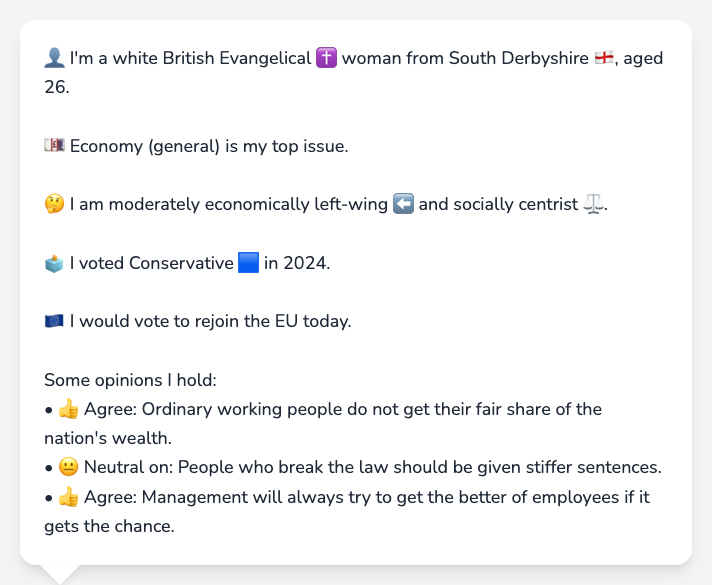 👤 I'm a white British Evangelical ✝️ woman from South Derbyshire 🏴󠁧󠁢󠁥󠁮󠁧󠁿, aged
26.
💷 Economy (general) is my top issue.
🤔 I am moderately economically left-wing ⬅️ and socially centrist ⚖️.
🗳️ I voted Conservative 🟦 in 2024.
🇪🇺 I would vote to rejoin the EU today.
Some opinions I hold:
• 👍 Agree: Ordinary working people do not get their fair share of the
nation's wealth.
• 😐 Neutral on: People who break the law should be given stiffer sentences.
• 👍 Agree: Management will always try to get the better of employees if it
gets the chance.